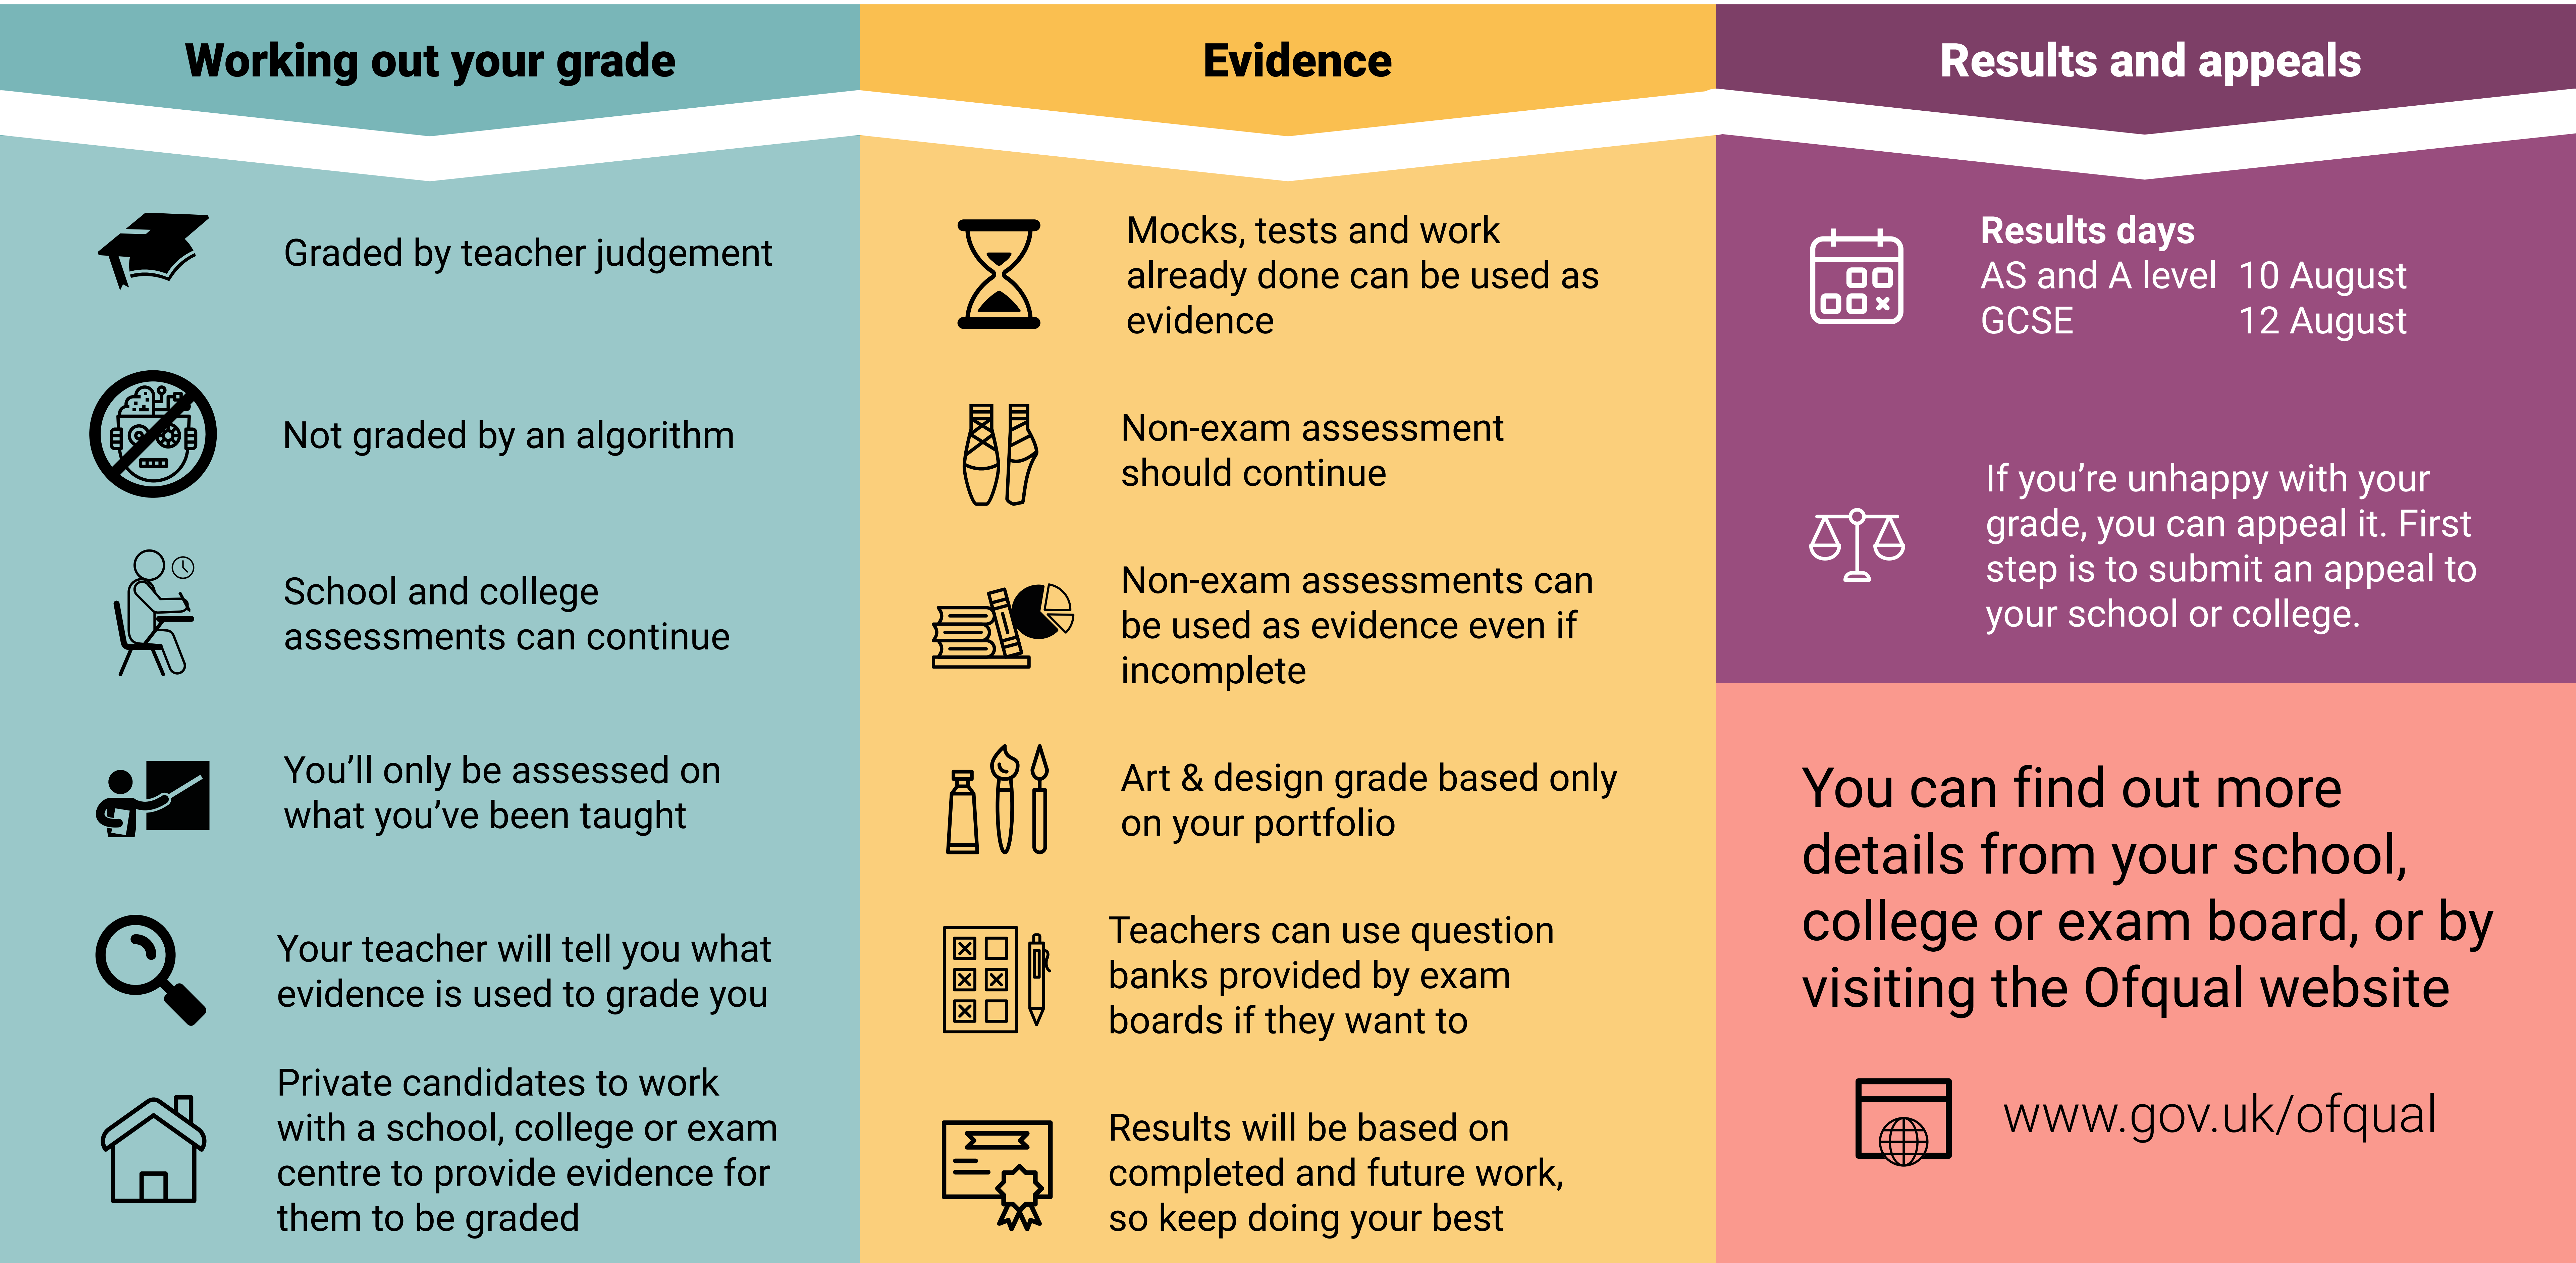 Working out your grade
Graded by teacher judgement
Not graded by an algorithm
School and college
assessments can continue
You'll only be assessed on
what you've been taught
Your teacher will tell you what
evidence is used to grade you
Private candidates to work
with a school, college or exam
centre to provide evidence for
them to be graded
Evidence
Mocks, tests and work
already done can be used as
evidence
Non-exam assessment
should continue
Non-exam assessments can
be used as evidence even if
incomplete
Art & design grade based only
on your portfolio
Teachers can use question
banks provided by exam
boards if they want to
Results will be based on
completed and future work,
so keep doing your best
Results and appeals
Results days
AS and A level 10 August
GCSE 12 August
If you're unhappy with your
grade, you can appeal it. First
step is to submit an appeal to
your school or college.
You can find out more
details from your school,
college or exam board, or by
visiting the Ofqual website
www.gov.uk/ofqual